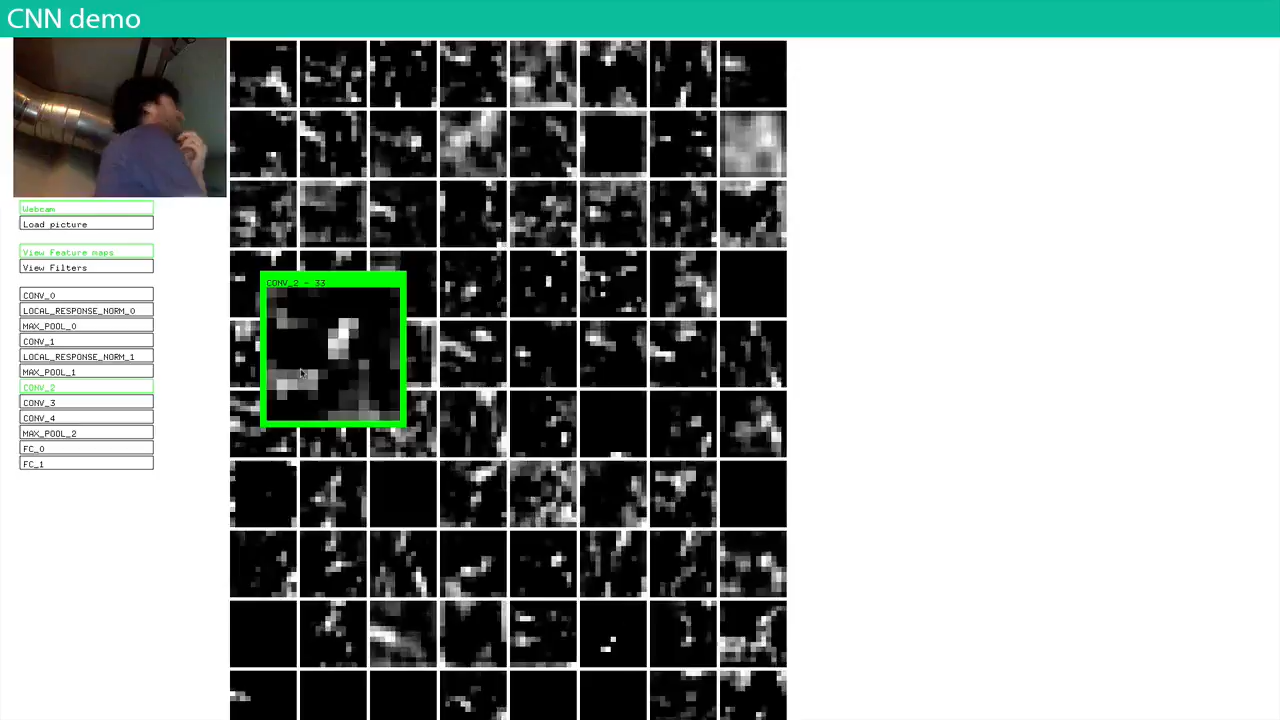 CNN demo
Webcam
Load picture
View Feature maps
View Filters
CONV_0
LOCAL_RESPONSE_NORM_0
MAX_POOL_0
CONV_1
LOCAL_RESPONSE_NORM_1
MAX_POOL_1
CONV_2
CONV_3
CONV_4
MAX_POOL_2
FC_0
FC_1
CONV_2 - 33